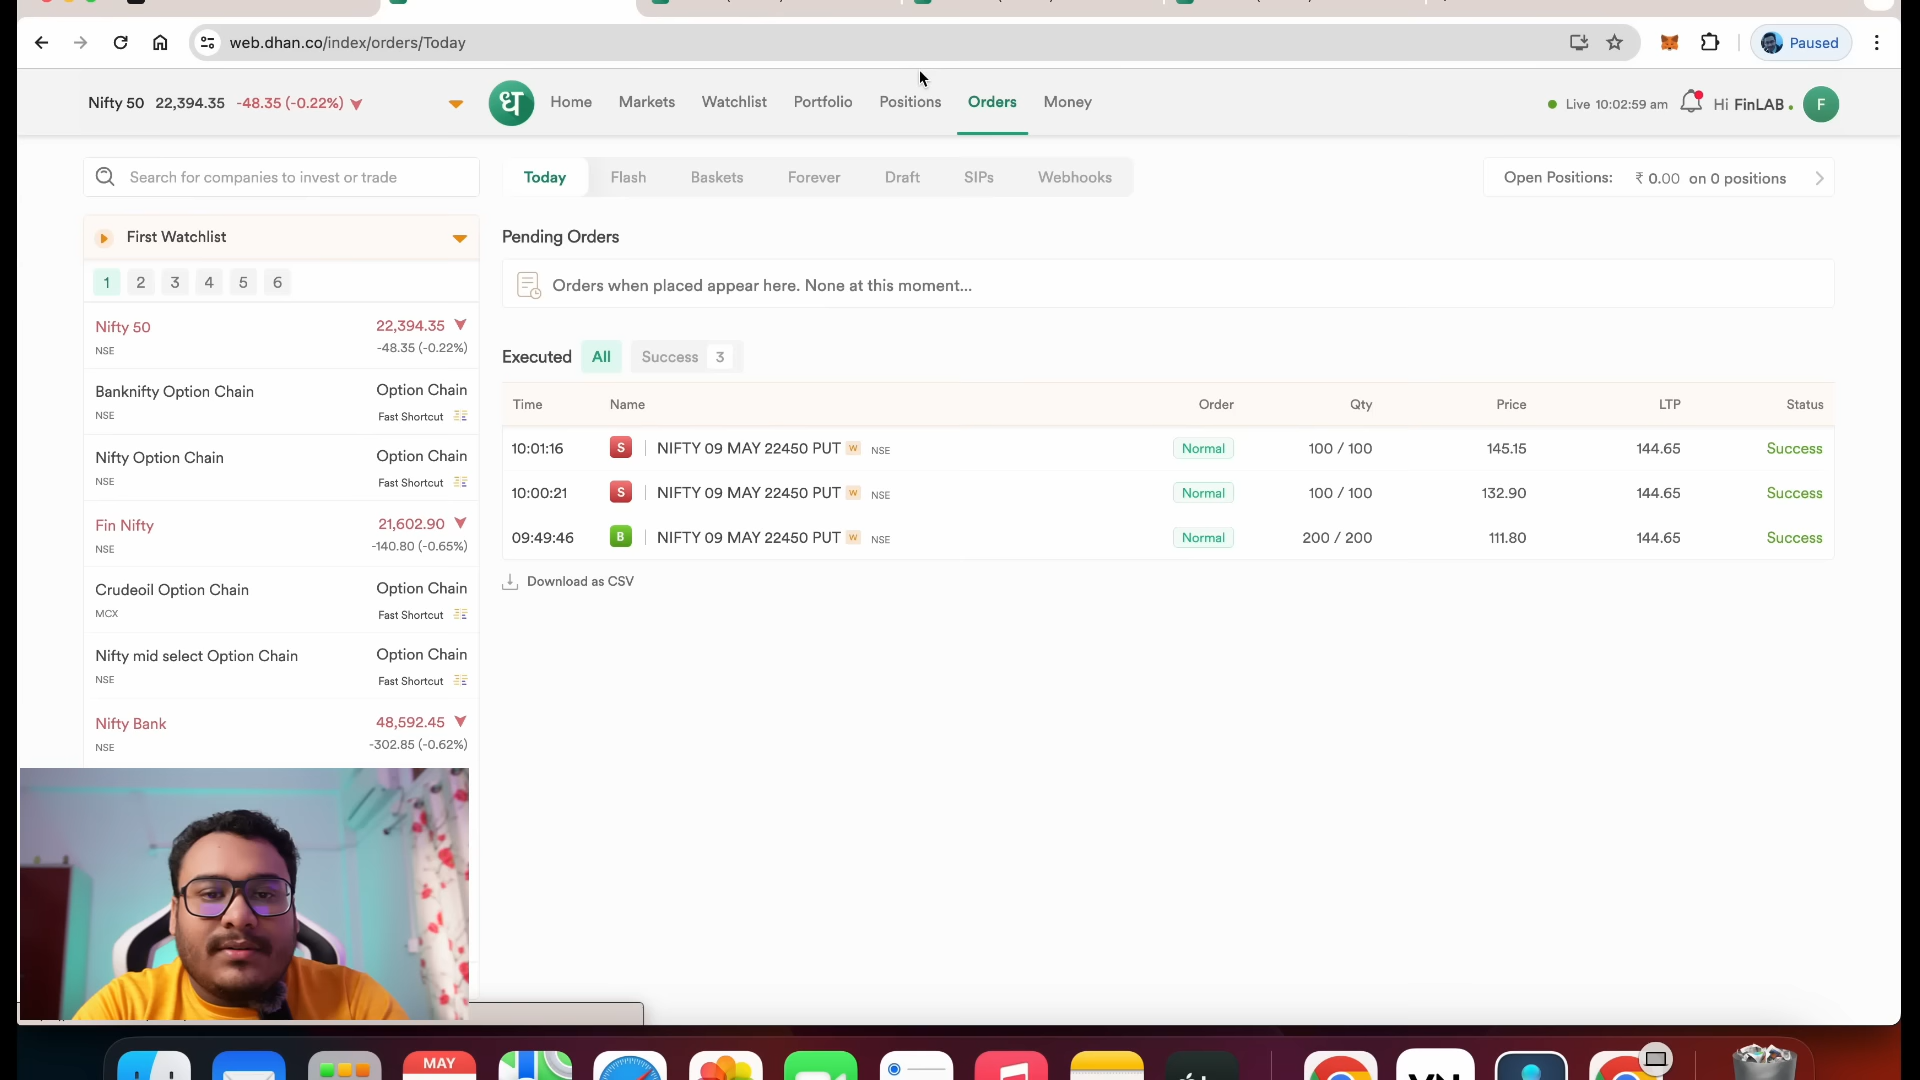 web.dhan.co/index/orders/Today
Paused
Nifty 50 22,394.35 -48.35 (-0.22%)
ध
Home Markets Watchlist Portfolio Positions Orders Money
Live 10:02:59 am
Hi FinLAB
F
Search for companies to invest or trade
Today Flash Baskets Forever Draft SIPs Webhooks
Open Positions: ₹ 0.00 on 0 positions
First Watchlist
1 2 3 4 5 6
Nifty 50 22,394.35
NSE -48.35 (-0.22%)
Banknifty Option Chain Option Chain
NSE Fast Shortcut
Nifty Option Chain Option Chain
NSE Fast Shortcut
Fin Nifty 21,602.90
NSE -140.80 (-0.65%)
Crudeoil Option Chain Option Chain
MCX Fast Shortcut
Nifty mid select Option Chain Option Chain
NSE Fast Shortcut
Nifty Bank 48,592.45
NSE -302.85 (-0.62%)
Pending Orders
Orders when placed appear here. None at this moment...
Executed All Success 3
Time Name Order Qty Price LTP Status
10:01:16 S NIFTY 09 MAY 22450 PUT W NSE Normal 100 / 100 145.15 144.65 Success
10:00:21 S NIFTY 09 MAY 22450 PUT W NSE Normal 100 / 100 132.90 144.65 Success
09:49:46 B NIFTY 09 MAY 22450 PUT W NSE Normal 200 / 200 111.80 144.65 Success
Download as CSV
MAY